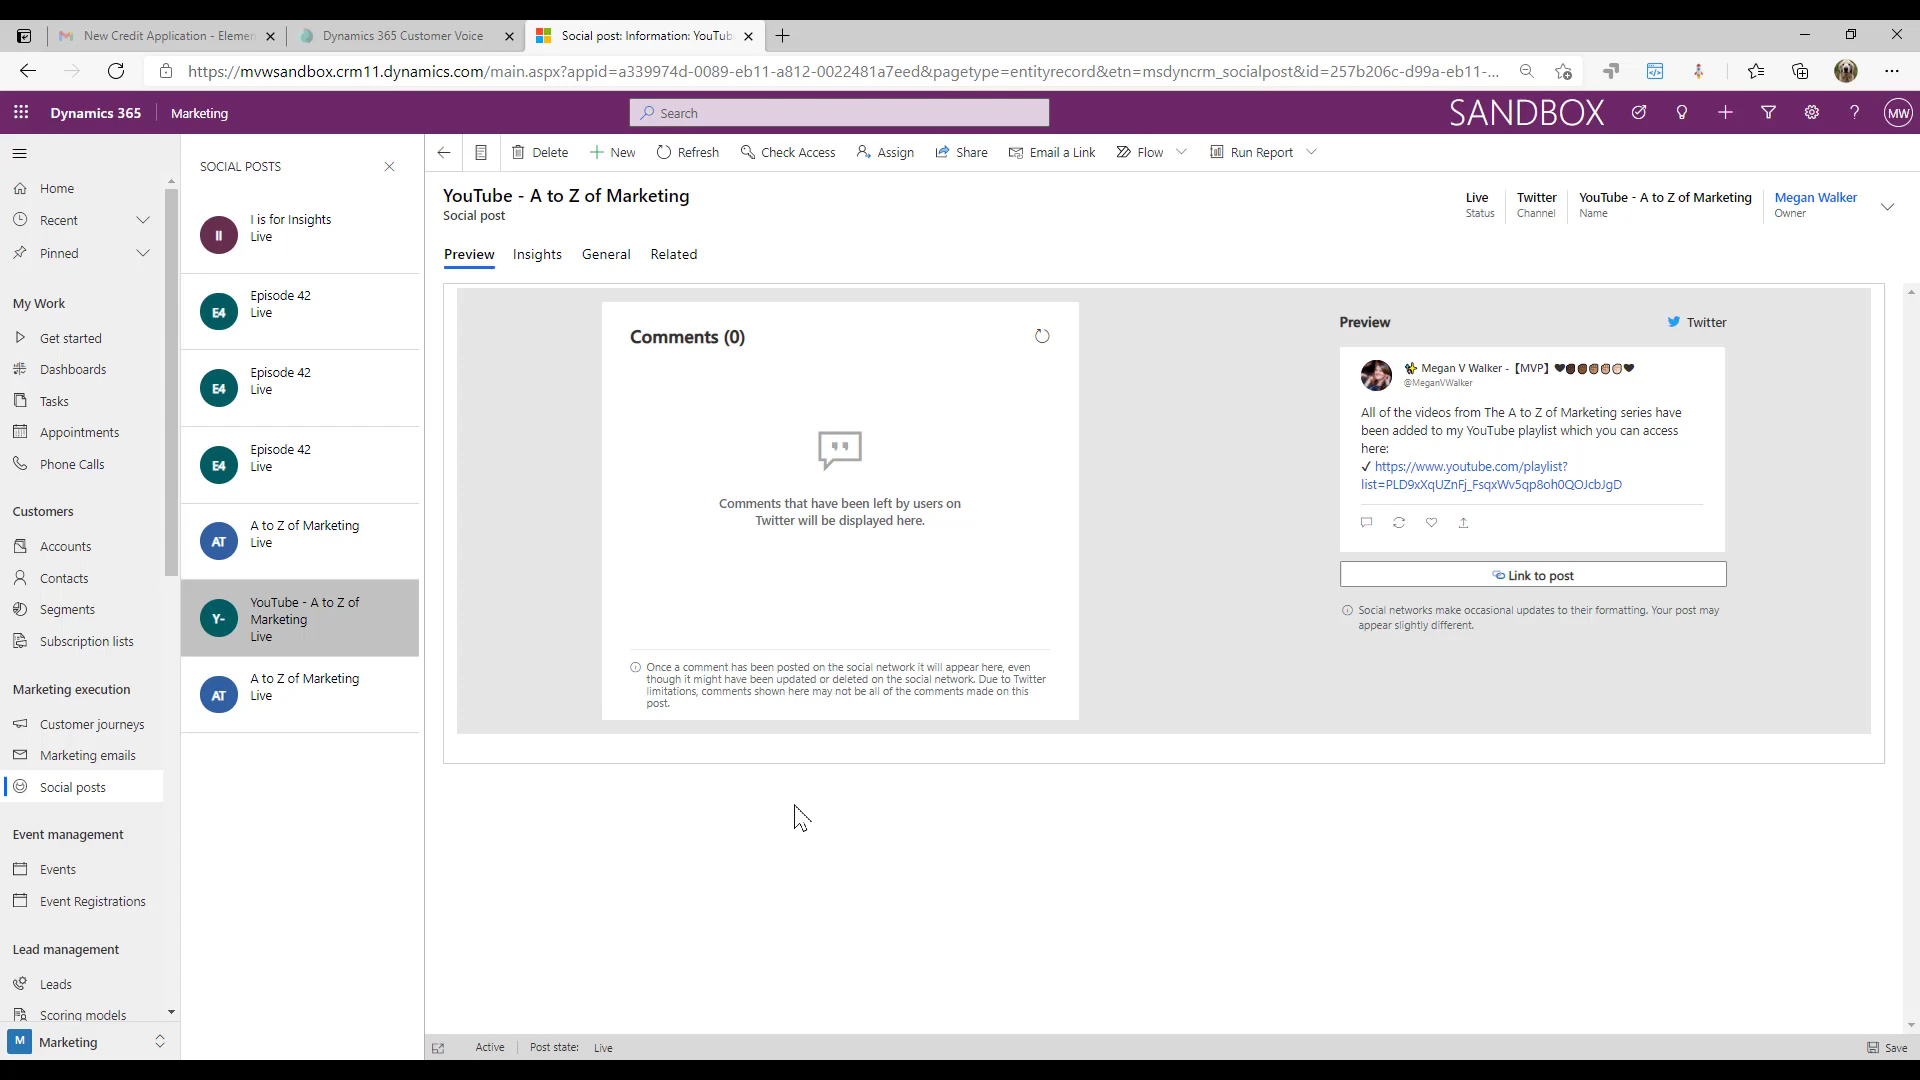 New Credit Application - Elemen
Dynamics 365 Customer Voice
Social post: Information: YouTub
https://mvwsandbox.crm11.dynamics.com/main.aspx?appid=a339974d-0089-eb11-a812-0022481a7eed&pagetype=entityrecord&etn=msdyncrm_socialpost&id=257b206c-d99a-eb11-...
Dynamics 365
Marketing
Search
SANDBOX
MW
Home
Recent
Pinned
My Work
Get started
Dashboards
Tasks
Appointments
Phone Calls
Customers
Accounts
Contacts
Segments
Subscription lists
Marketing execution
Customer journeys
Marketing emails
Social posts
Event management
Events
Event Registrations
Lead management
Leads
Scoring models
M
Marketing
SOCIAL POSTS
II
I is for Insights
Live
E4
Episode 42
Live
E4
Episode 42
Live
E4
Episode 42
Live
AT
A to Z of Marketing
Live
Y-
YouTube - A to Z of
Marketing
Live
AT
A to Z of Marketing
Live
Delete
New
Refresh
Check Access
Assign
Share
Email a Link
Flow
Run Report
YouTube - A to Z of Marketing
Social post
Live
Status
Twitter
Channel
YouTube - A to Z of Marketing
Name
Megan Walker
Owner
Preview
Insights
General
Related
Comments (0)
Comments that have been left by users on
Twitter will be displayed here.
Once a comment has been posted on the social network it will appear here, even
though it might have been updated or deleted on the social network. Due to Twitter
limitations, comments shown here may not be all of the comments made on this
post.
Preview
Twitter
Megan V Walker -【MVP】
@MeganVWalker
All of the videos from The A to Z of Marketing series have
been added to my YouTube playlist which you can access
here:
✓ https://www.youtube.com/playlist?
list=PLD9xXqUZnFj_FsqxWv5qp8oh0QOJcbJgD
Link to post
Social networks make occasional updates to their formatting. Your post may
appear slightly different.
Active
Post state:
Live
Save